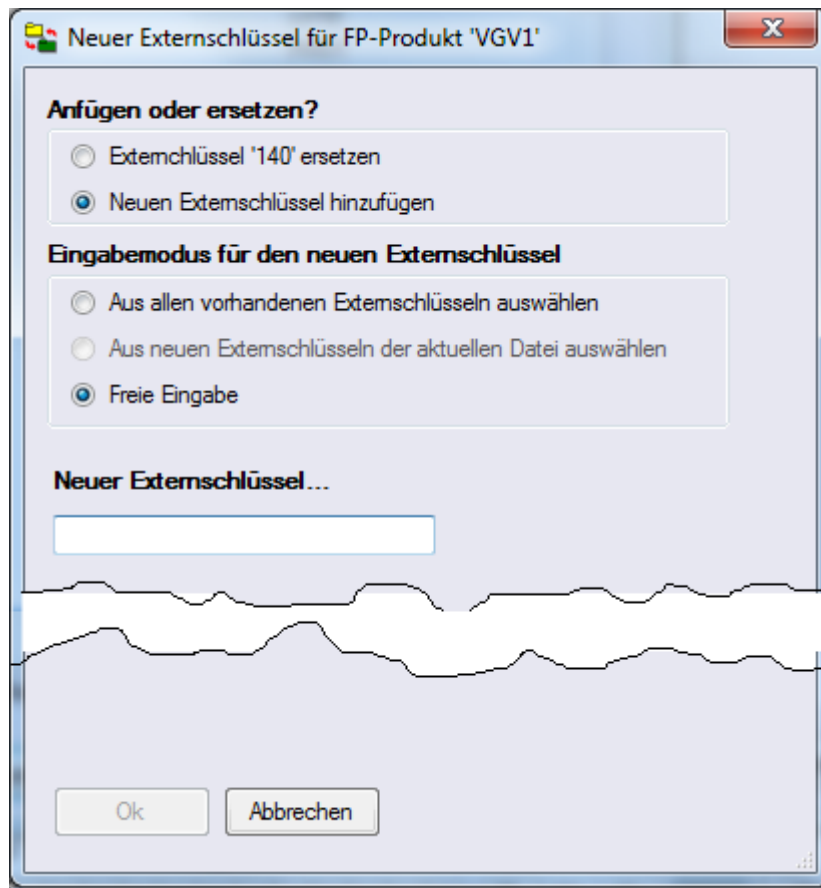 Neuer Externschlüssel für FP-Produkt 'VGV1'
Anfügen oder ersetzen?
Externchlüssel '140' ersetzen
Neuen Externschlüssel hinzufügen
Eingabemodus für den neuen Externschlüssel
Aus allen vorhandenen Externschlüsseln auswählen
Aus neuen Externschlüsseln der aktuellen Datei auswählen
Freie Eingabe
Neuer Externschlüssel...
Ok Abbrechen